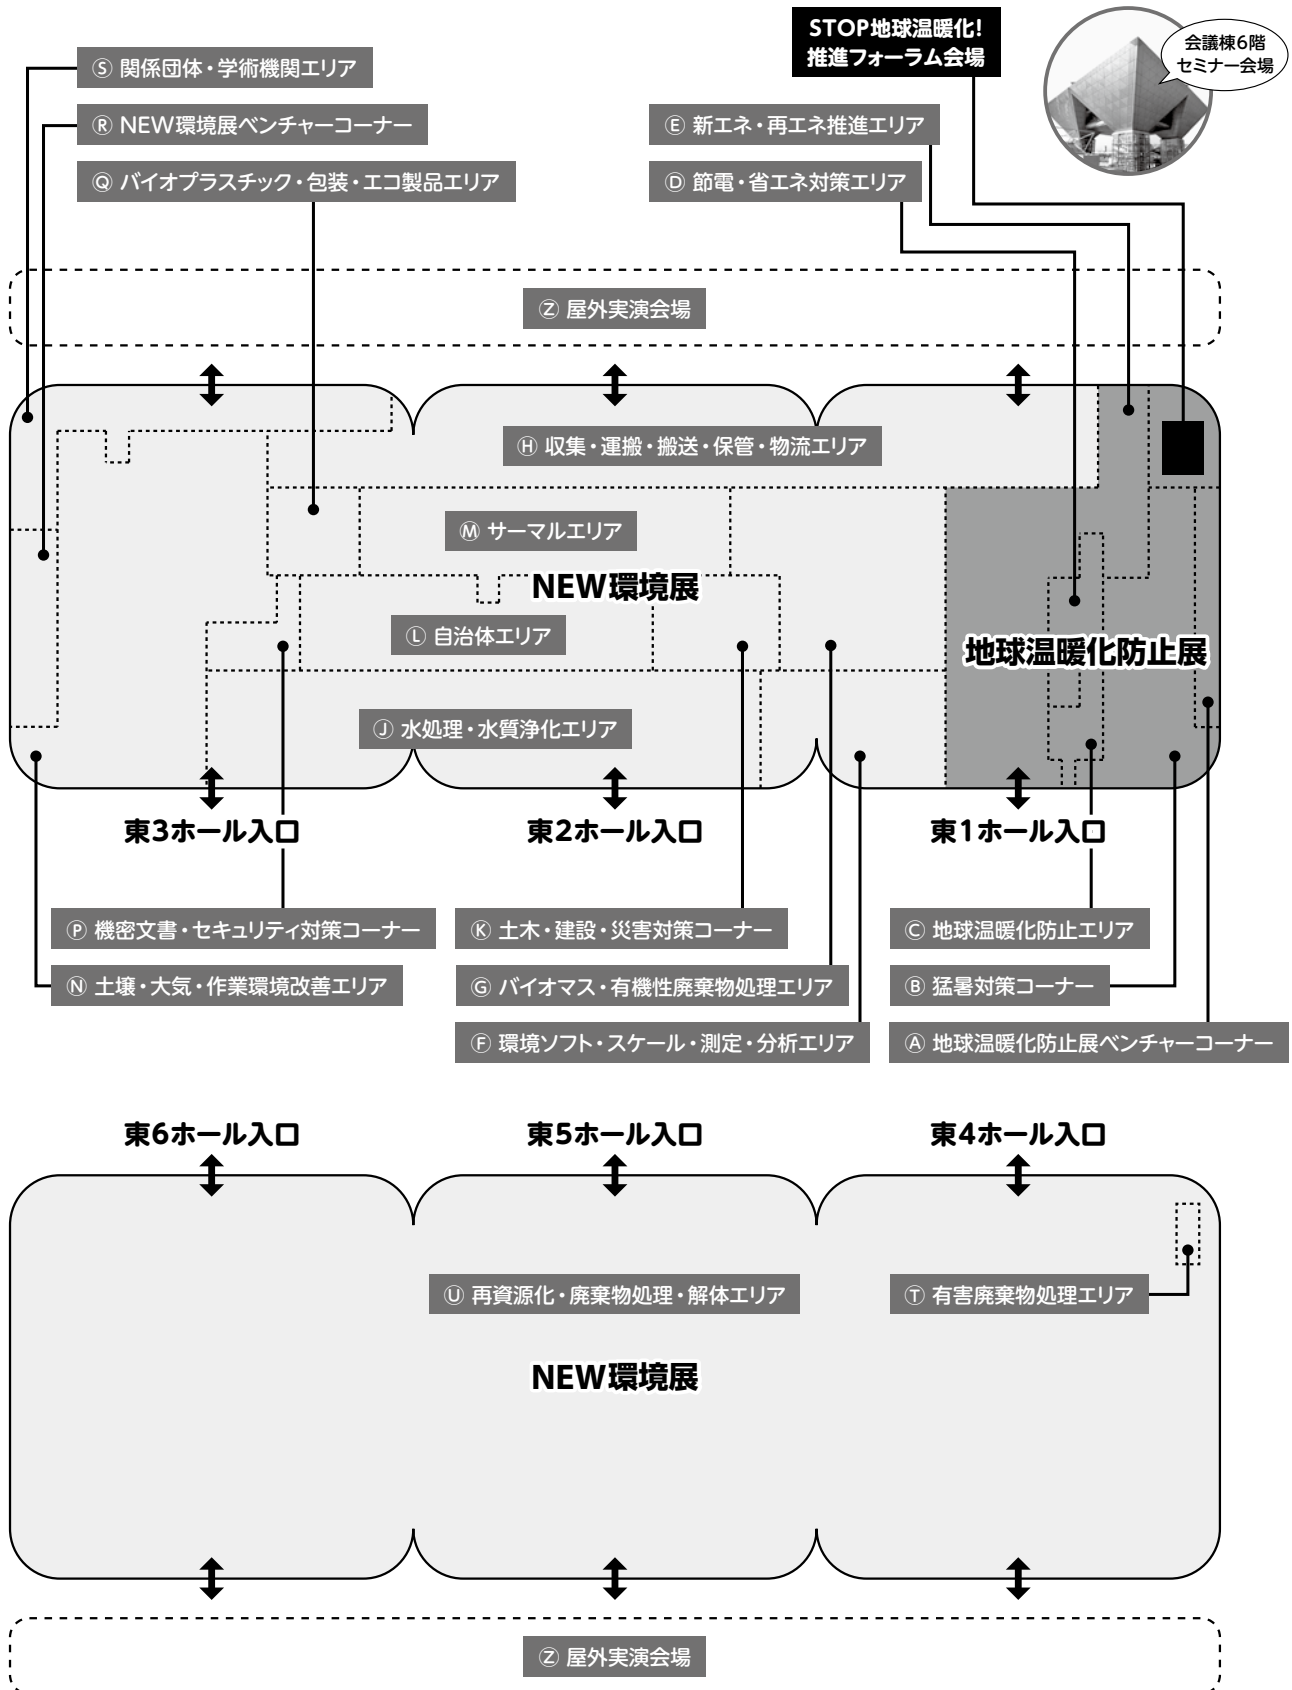 STOP地球温暖化!
推進フォーラム会場
会議棟6階
セミナー会場
Ⓢ 関係団体・学術機関エリア
Ⓡ NEW環境展ベンチャーコーナー
Ⓔ 新エネ・再エネ推進エリア
Ⓠ バイオプラスチック・包装・エコ製品エリア
Ⓓ 節電・省エネ対策エリア
Ⓩ 屋外実演会場
Ⓗ 収集・運搬・搬送・保管・物流エリア
Ⓜ サーマルエリア
NEW環境展
Ⓛ 自治体エリア
地球温暖化防止展
Ⓙ 水処理・水質浄化エリア
東3ホール入口
東2ホール入口
東1ホール入口
Ⓟ 機密文書・セキュリティ対策コーナー
Ⓚ 土木・建設・災害対策コーナー
Ⓒ 地球温暖化防止エリア
Ⓝ 土壌・大気・作業環境改善エリア
Ⓖ バイオマス・有機性廃棄物処理エリア
Ⓑ 猛暑対策コーナー
Ⓕ 環境ソフト・スケール・測定・分析エリア
Ⓐ 地球温暖化防止展ベンチャーコーナー
東6ホール入口
東5ホール入口
東4ホール入口
Ⓤ 再資源化・廃棄物処理・解体エリア
Ⓣ 有害廃棄物処理エリア
NEW環境展
Ⓩ 屋外実演会場